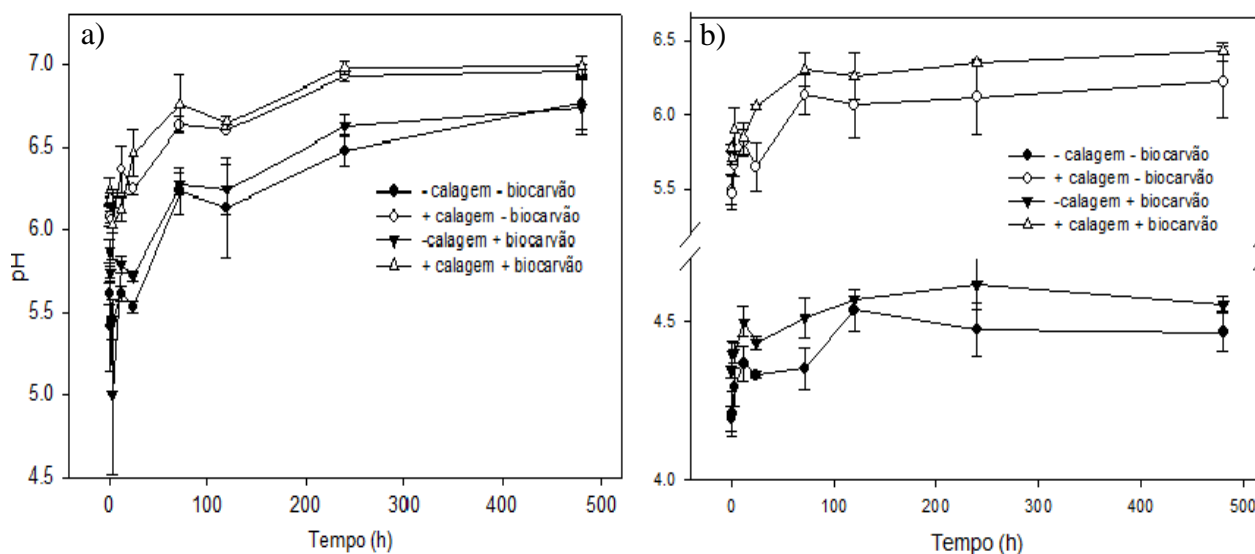 a)
7.0
6.5
6.0
5.5
5.0
4.5
pH
- calagem - biocarvão
+ calagem - biocarvão
-calagem + biocarvão
+ calagem + biocarvão
0
100
200
300
400
500
Tempo (h)
b)
6.5
6.0
5.5
4.5
4.0
- calagem - biocarvão
+ calagem - biocarvão
-calagem + biocarvão
+ calagem + biocarvão
0
100
200
300
400
500
Tempo (h)